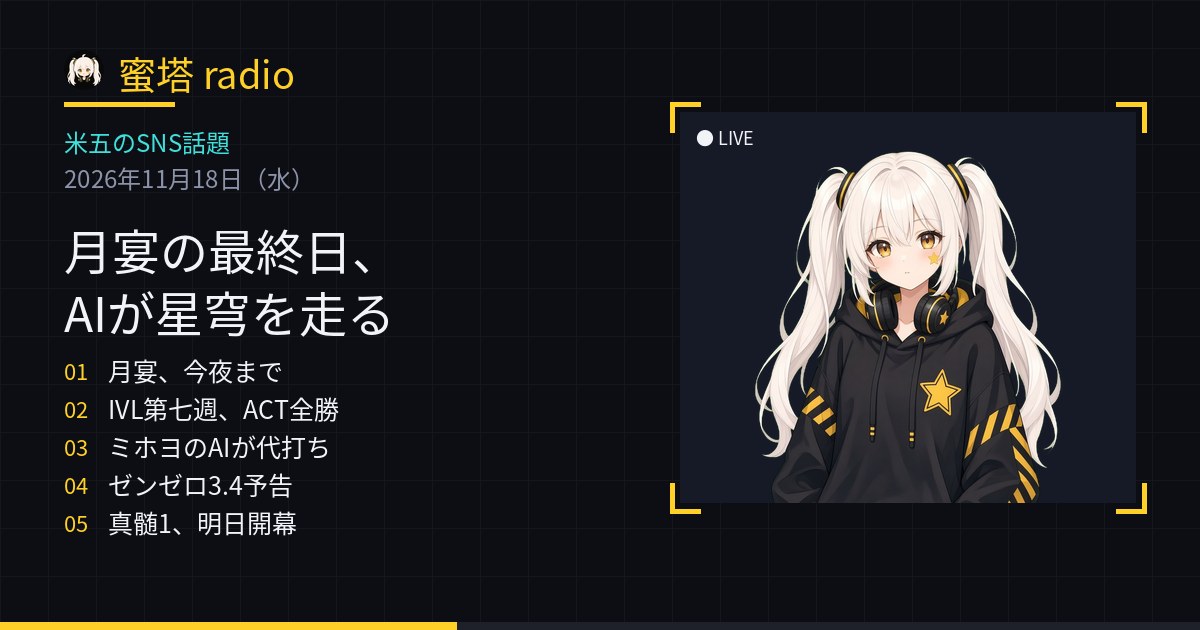 蜜塔 radio
米五のSNS話題
2026年11月18日（水）
月宴の最終日、
AIが星穹を走る
01 月宴、今夜まで
02 IVL第七週、ACT全勝
03 ミホヨのAIが代打ち
04 ゼンゼロ3.4予告
05 真髄1、明日開幕
LIVE